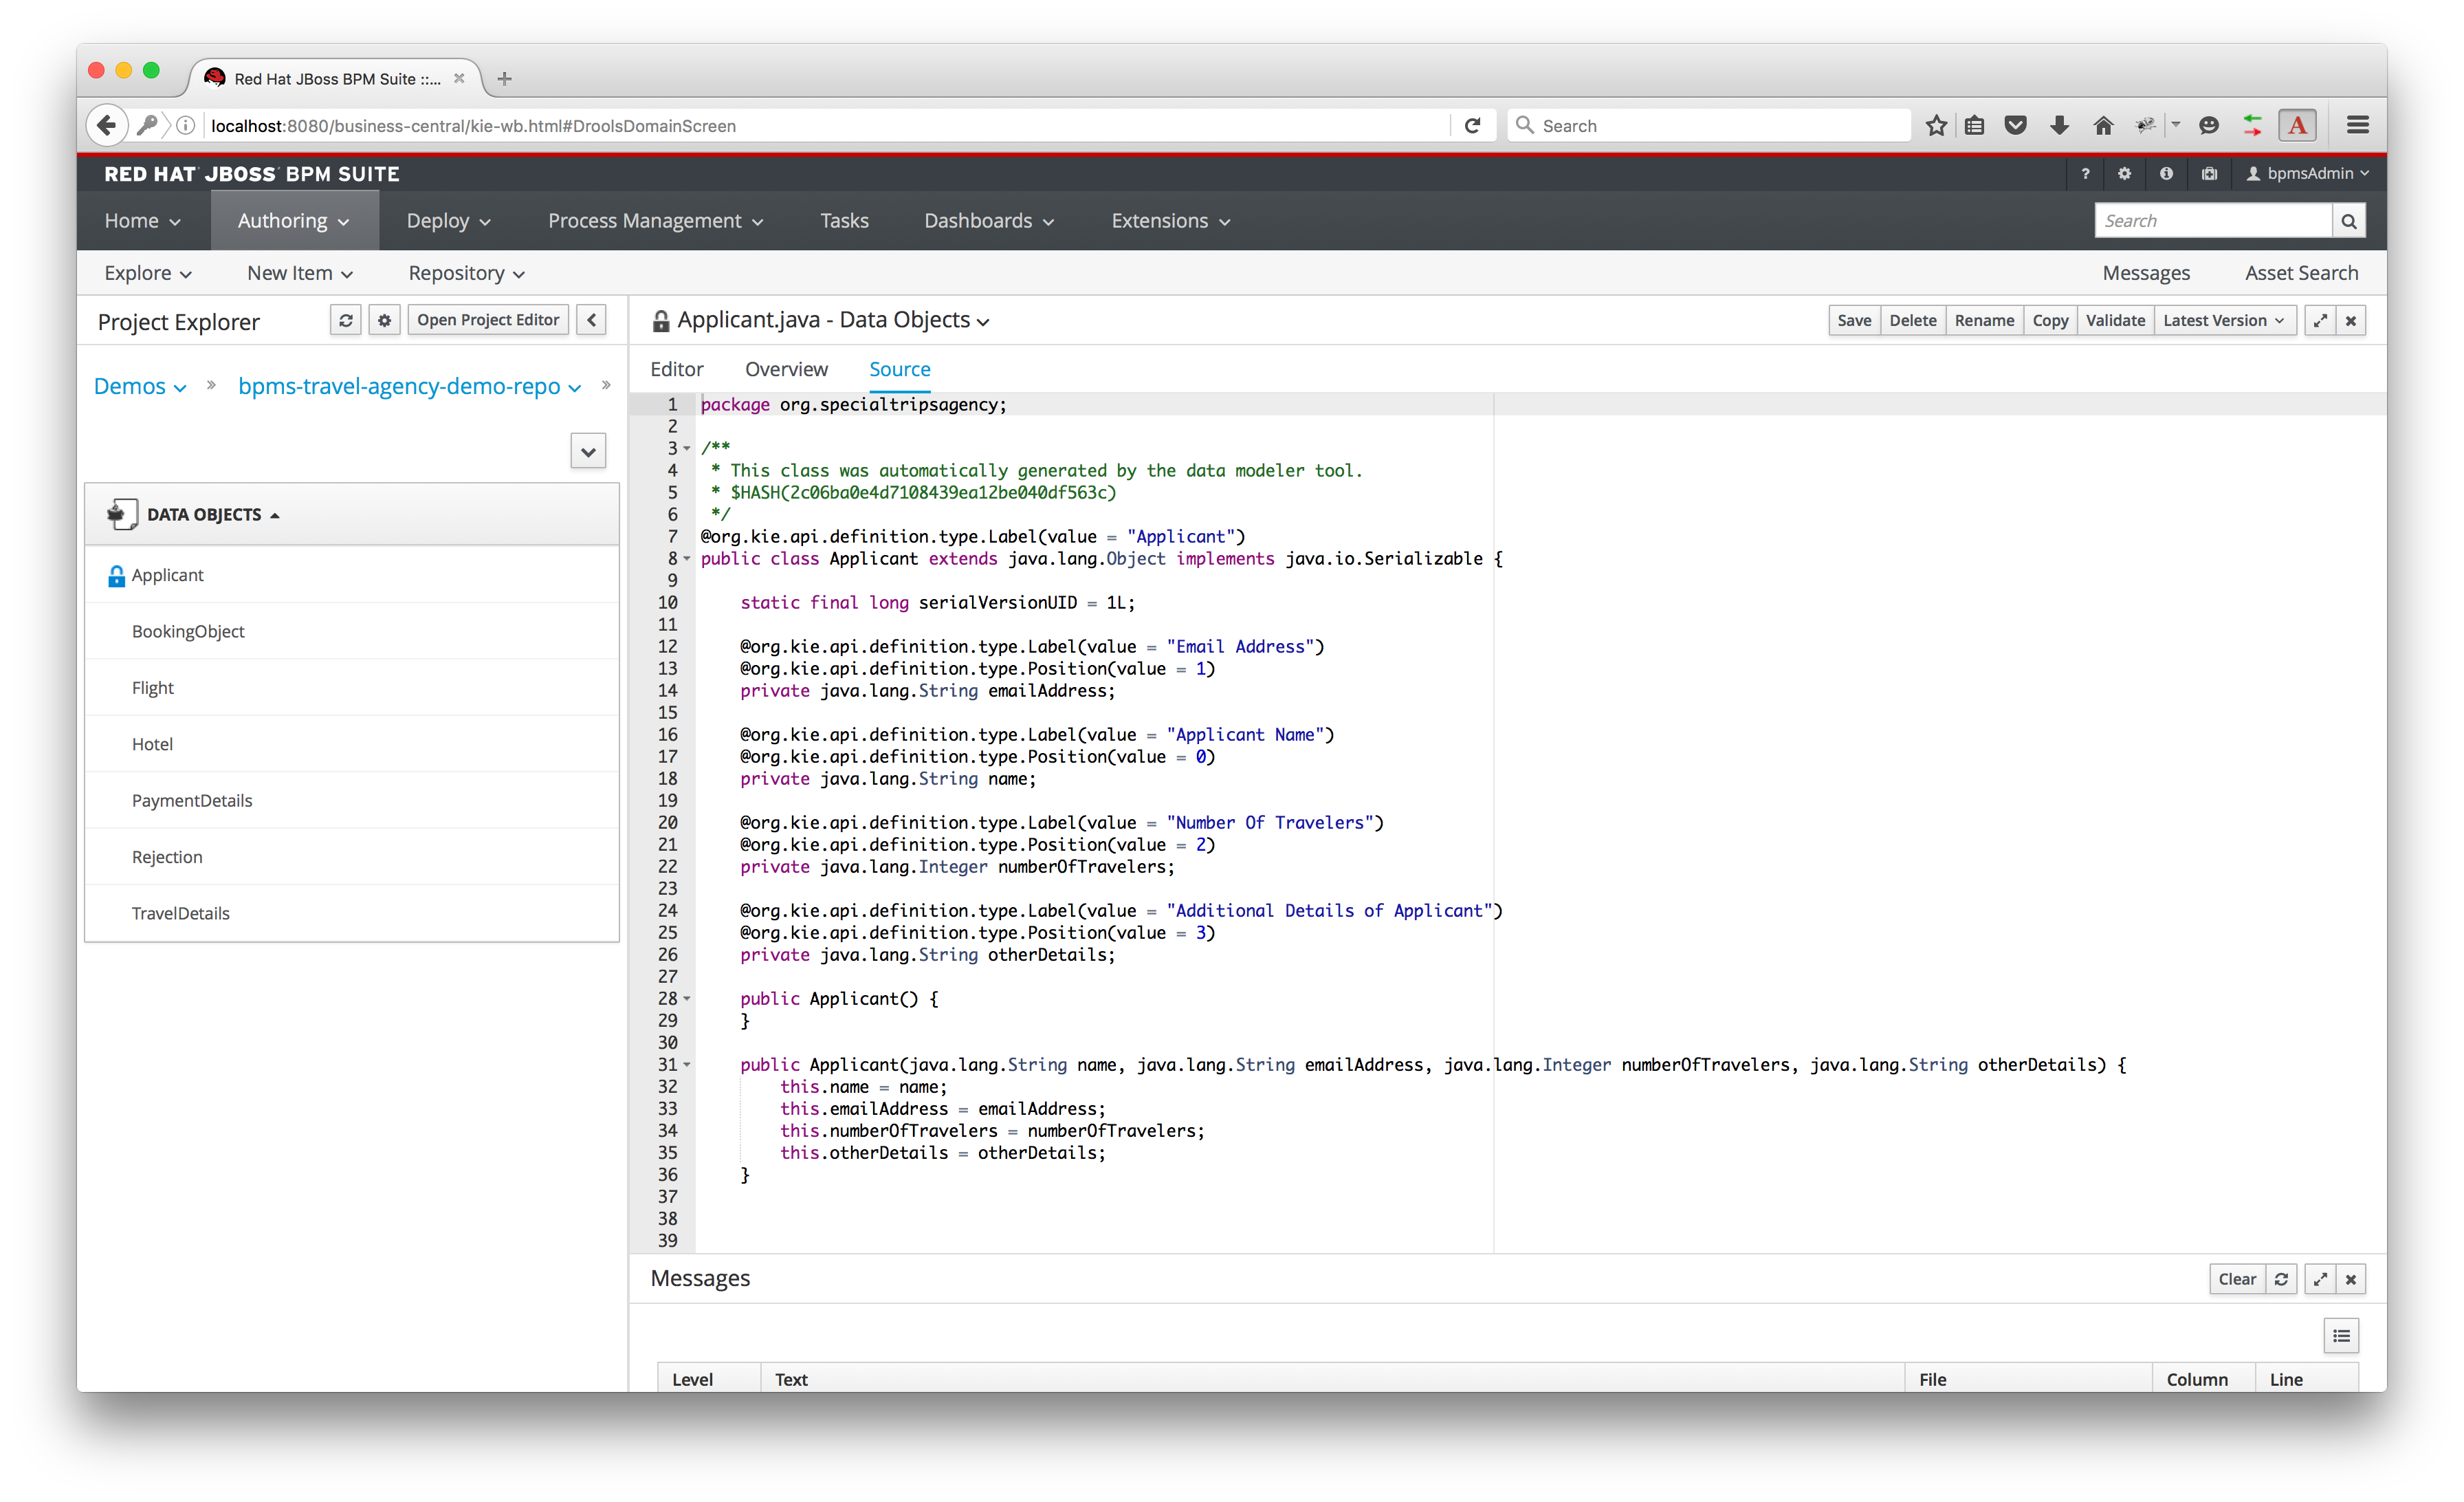 Red Hat JBoss BPM Suite ::...
localhost:8080/business-central/kie-wb.html#DroolsDomainScreen
Search
RED HAT JBOSS BPM SUITE
bpmsAdmin
Home
Authoring
Deploy
Process Management
Tasks
Dashboards
Extensions
Search
Explore
New Item
Repository
Messages
Asset Search
Project Explorer
Open Project Editor
Demos » bpms-travel-agency-demo-repo »
DATA OBJECTS
Applicant
BookingObject
Flight
Hotel
PaymentDetails
Rejection
TravelDetails
Applicant.java - Data Objects
Save
Delete
Rename
Copy
Validate
Latest Version
Editor
Overview
Source
1 package org.specialtripsagency;
2
3 /**
4  * This class was automatically generated by the data modeler tool.
5  * $HASH(2c06ba0e4d7108439ea12be040df563c)
6  */
7 @org.kie.api.definition.type.Label(value = "Applicant")
8 public class Applicant extends java.lang.Object implements java.io.Serializable {
9
10     static final long serialVersionUID = 1L;
11
12     @org.kie.api.definition.type.Label(value = "Email Address")
13     @org.kie.api.definition.type.Position(value = 1)
14     private java.lang.String emailAddress;
15
16     @org.kie.api.definition.type.Label(value = "Applicant Name")
17     @org.kie.api.definition.type.Position(value = 0)
18     private java.lang.String name;
19
20     @org.kie.api.definition.type.Label(value = "Number Of Travelers")
21     @org.kie.api.definition.type.Position(value = 2)
22     private java.lang.Integer numberOfTravelers;
23
24     @org.kie.api.definition.type.Label(value = "Additional Details of Applicant")
25     @org.kie.api.definition.type.Position(value = 3)
26     private java.lang.String otherDetails;
27
28     public Applicant() {
29     }
30
31     public Applicant(java.lang.String name, java.lang.String emailAddress, java.lang.Integer numberOfTravelers, java.lang.String otherDetails) {
32         this.name = name;
33         this.emailAddress = emailAddress;
34         this.numberOfTravelers = numberOfTravelers;
35         this.otherDetails = otherDetails;
36     }
37
38
39
Messages
Clear
Level
Text
File
Column
Line